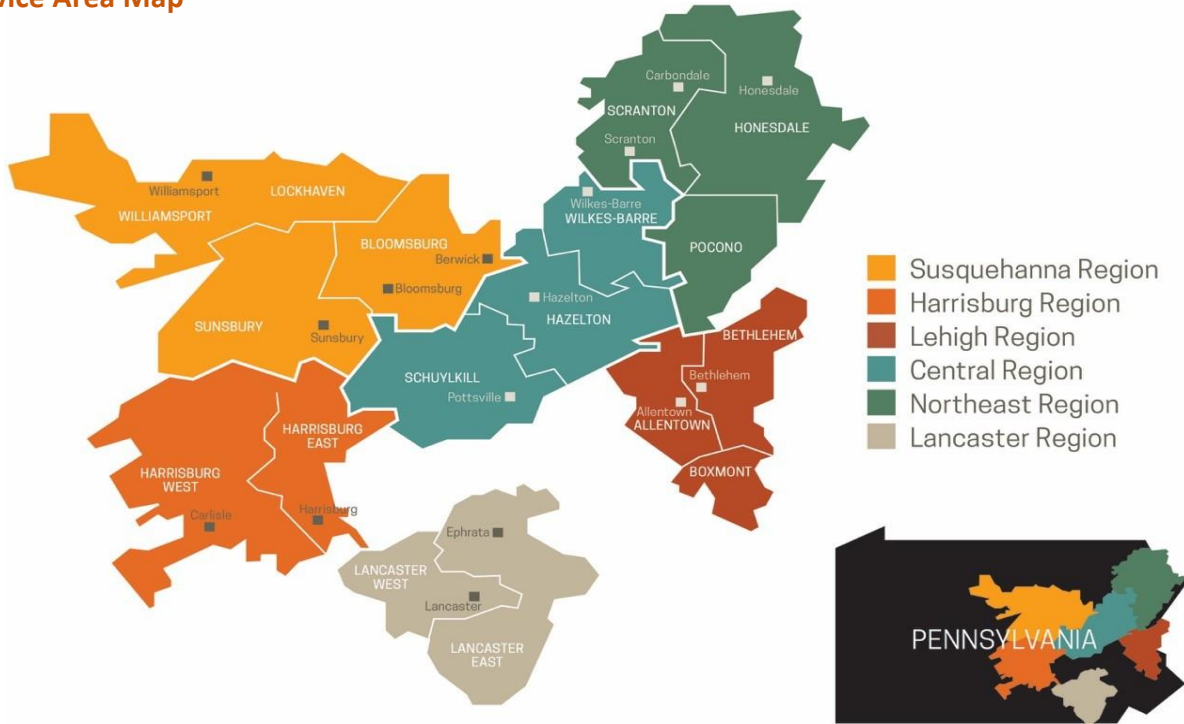 vice Area Map
Carbondale
SCRANTON
Scranton
Honesdale
HONESDALE
Williamsport
LOCKHAVEN
WILLIAMSPORT
Wilkes-Barre
WILKES-BARRE
BLOOMSBURG
Berwick
Bloomsburg
POCONO
Hazelton
HAZELTON
SUNSBURY
Sunsbury
BETHLEHEM
Bethlehem
SCHUYLKILL
Pottsville
Allentown
ALLENTOWN
BOXMONT
HARRISBURG
EAST
HARRISBURG
WEST
Carlisle
Harrisburg
Ephrata
LANCASTER
WEST
Lancaster
LANCASTER
EAST
Susquehanna Region
Harrisburg Region
Lehigh Region
Central Region
Northeast Region
Lancaster Region
PENNSYLVANIA